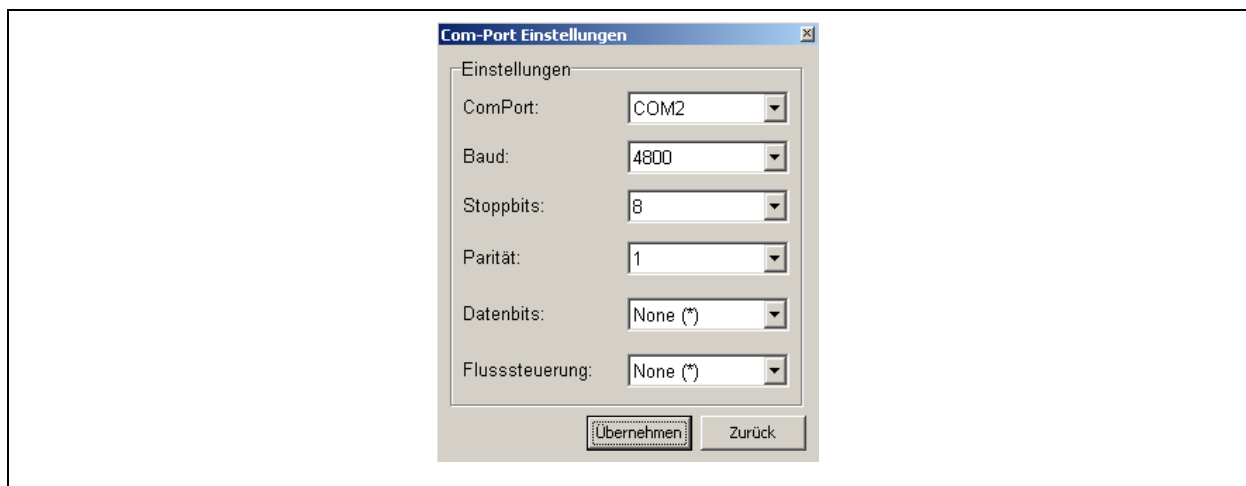 Com-Port Einstellungen
Einstellungen
ComPort: COM2
Baud: 4800
Stoppbits: 8
Parität: 1
Datenbits: None (*)
Flusssteuerung: None (*)
Übernehmen Zurück